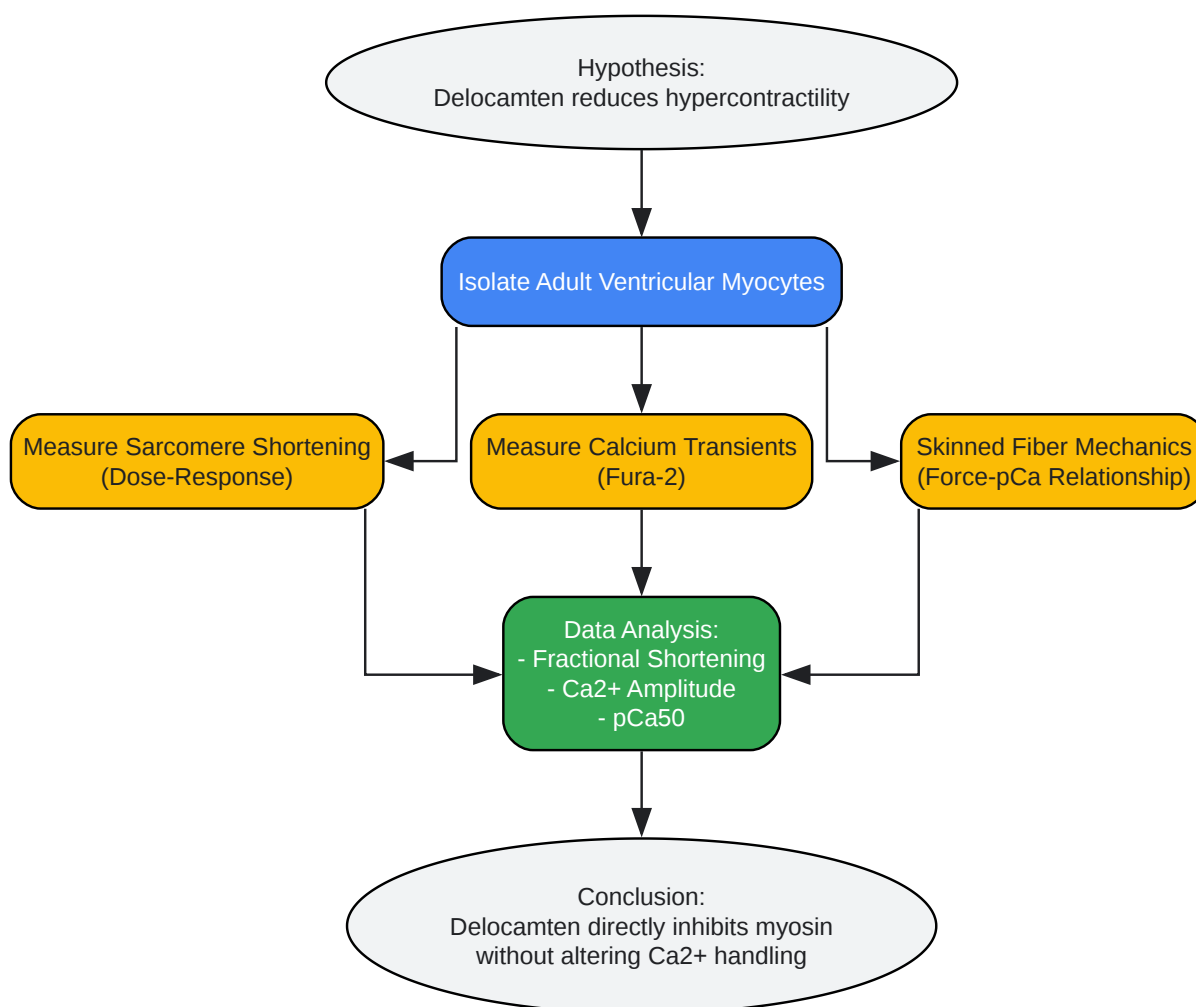 Hypothesis:
Delocamten reduces hypercontractility
Isolate Adult Ventricular Myocytes
Measure Sarcomere Shortening
(Dose-Response)
Measure Calcium Transients
(Fura-2)
Skinned Fiber Mechanics
(Force-pCa Relationship)
Data Analysis:
- Fractional Shortening
- Ca2+ Amplitude
- pCa50
Conclusion:
Delocamten directly inhibits myosin
without altering Ca2+ handling